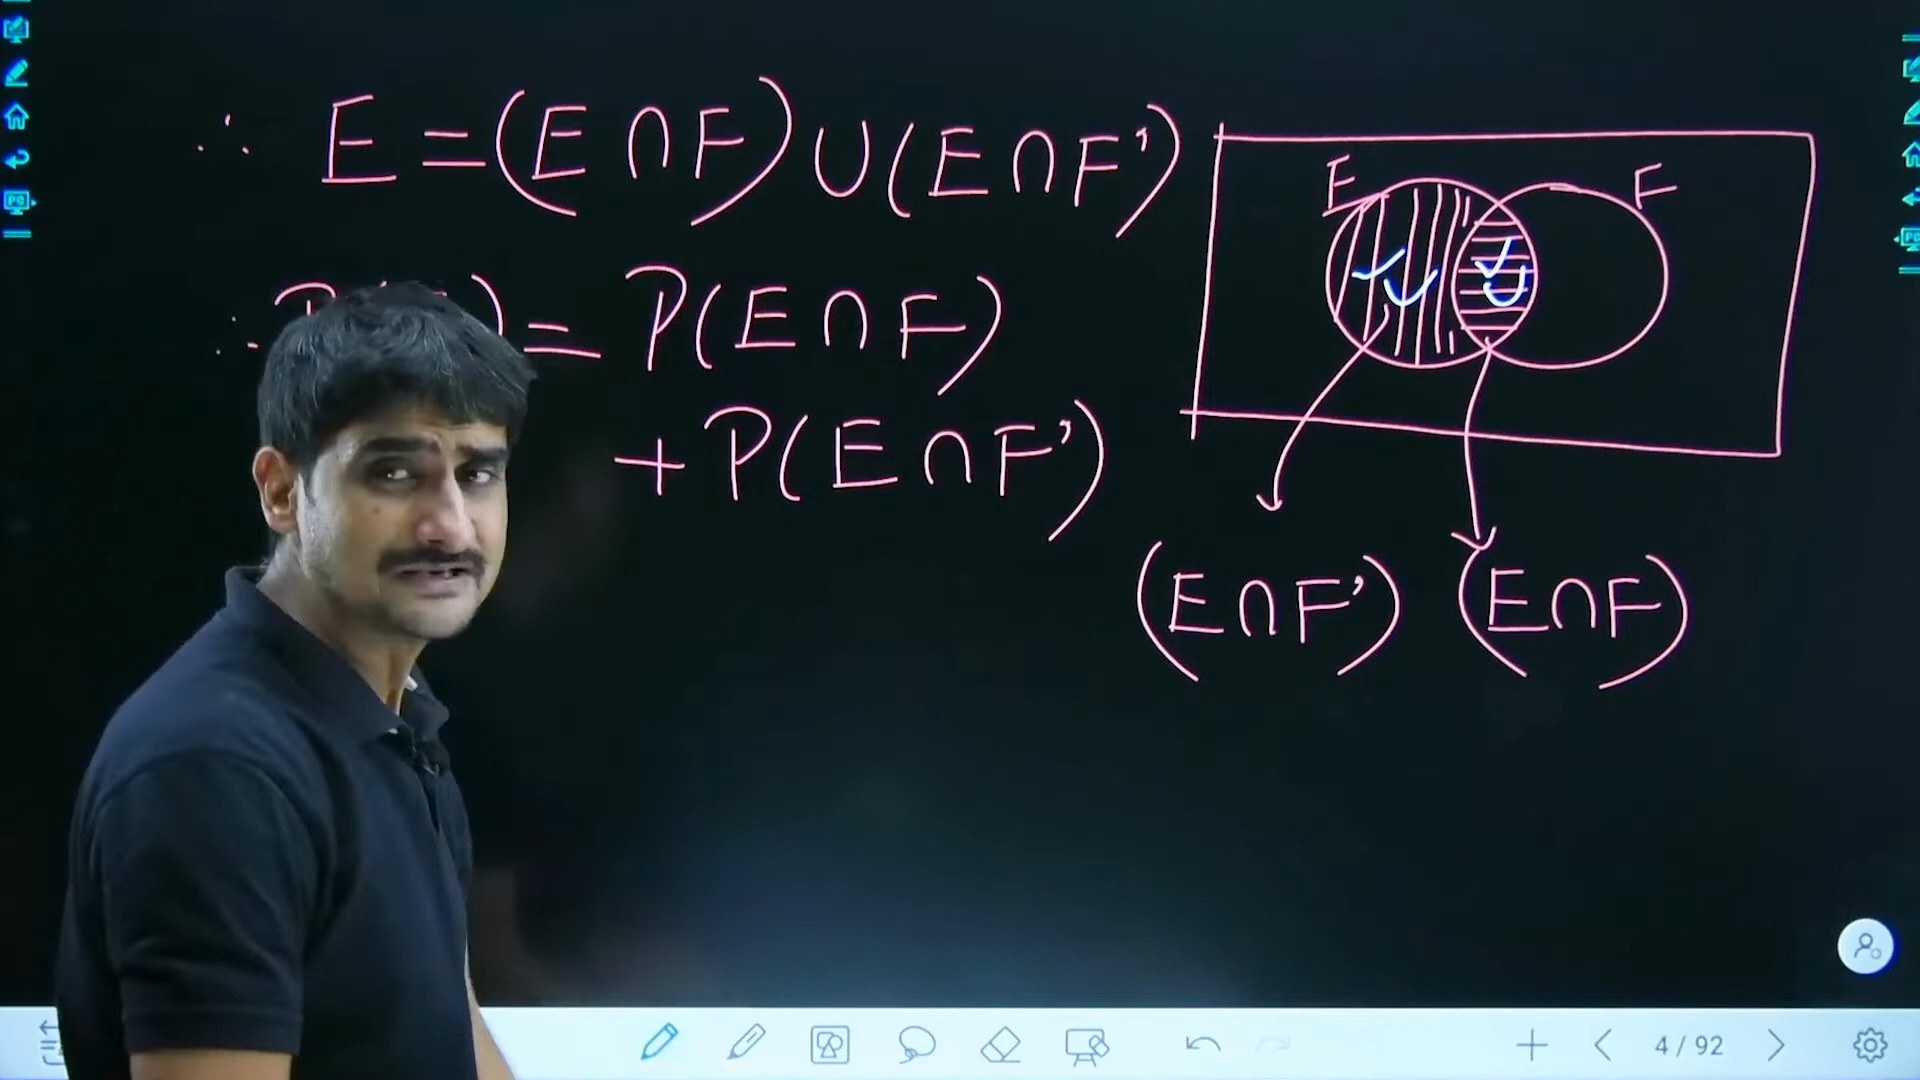 ∴ E = (E ∩ F) ∪ (E ∩ F')
E F
= P(E ∩ F)
+ P(E ∩ F')
(E ∩ F') (E ∩ F)
4 / 92